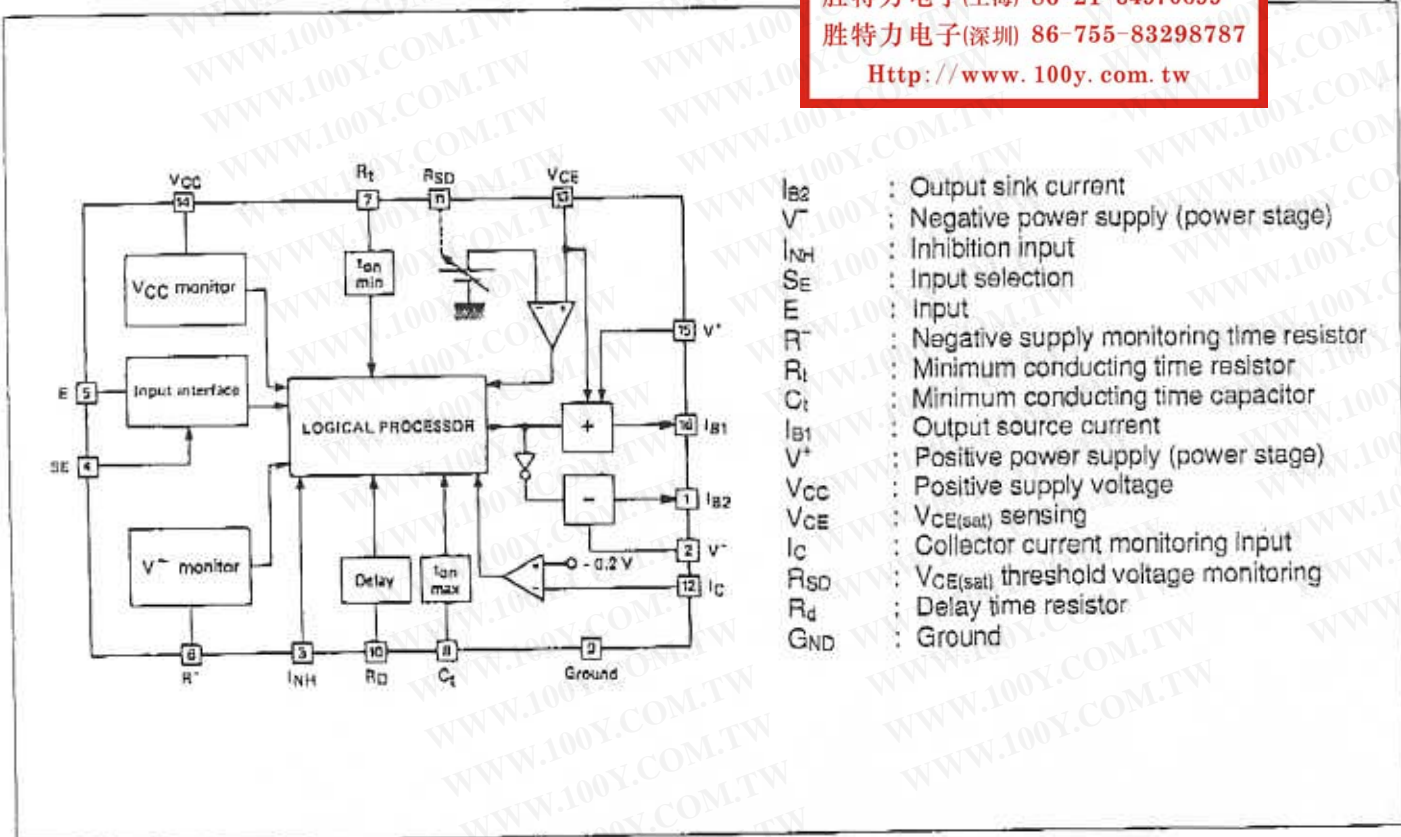 胜特力电子(深圳) 86-755-83298787
Http://www.100y.com.tw
VCC
Rt
RSD
VCE
14
7
11
13
VCC monitor
ton min
- +
15 V+
E 5 Input interface
LOGICAL PROCESSOR
+
16 IB1
SE 4
-
1 IB2
V- monitor
Delay
ton max
- 0.2 V
2 V-
12 IC
6
3
10
8
9
R-
INH
RD
Ct
Ground
IB2 : Output sink current
V- : Negative power supply (power stage)
INH : Inhibition input
SE : Input selection
E : Input
R- : Negative supply monitoring time resistor
Rt : Minimum conducting time resistor
Ct : Minimum conducting time capacitor
IB1 : Output source current
V+ : Positive power supply (power stage)
VCC : Positive supply voltage
VCE : VCE(sat) sensing
IC : Collector current monitoring input
RSD : VCE(sat) threshold voltage monitoring
Rd : Delay time resistor
GND : Ground
WWW.100Y.COM.TW